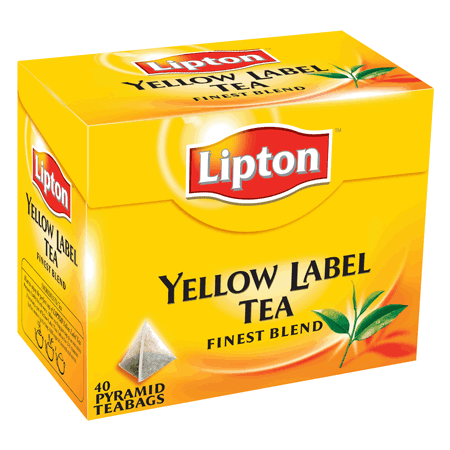 Lipton
YELLOW LABEL
TEA
FINEST BLEND
Lipton
™
YELLOW LABEL
TEA
FINEST BLEND
40
PYRAMID
TEABAGS
Lipton
YELLOW LABEL
TEA
FINEST BLEND